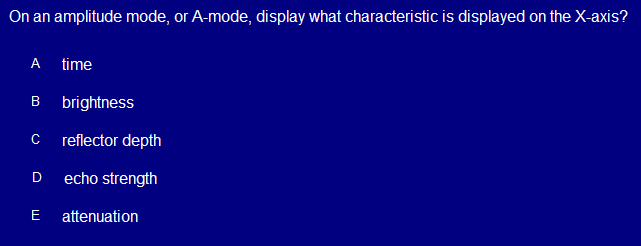 On an amplitude mode, or A-mode, display what characteristic is displayed on the X-axis?
A time
B brightness
C reflector depth
D echo strength
E attenuation